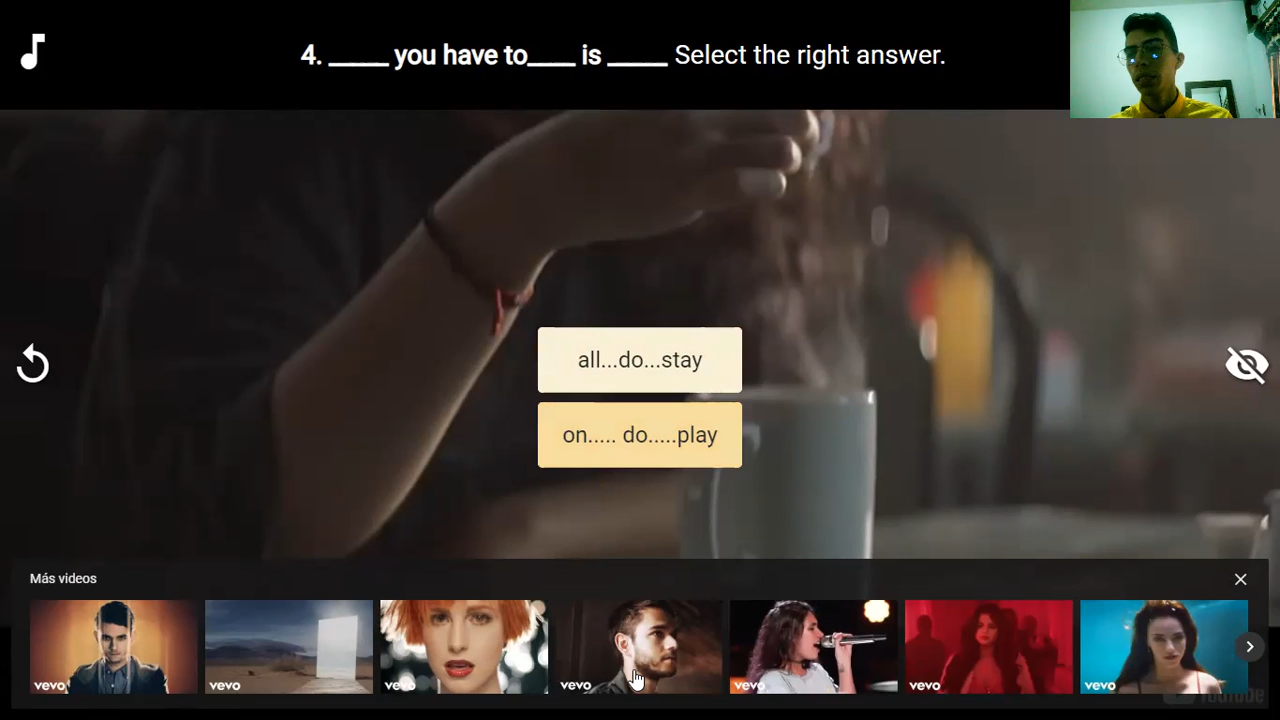 4. _____ you have to____ is _____ Select the right answer.
all...do...stay
on..... do.....play
Más videos
vevo
vevo
vevo
vevo
vevo
vevo
vevo
YouTube